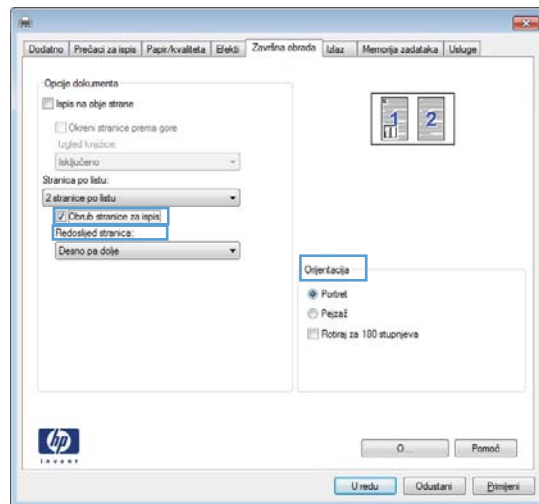 Dodatno Prečaci za ispis Papir/kvaliteta Efekti Završna obrada Izlaz Memorija zadataka Usluge
Opcije dokumenta
Ispis na obje strane
Okreni stranice prema gore
Izgled knjižice:
Isključeno
Stranica po listu:
2 stranice po listu
Obrub stranice za ispis
Redoslijed stranica:
Desno pa dolje
1 2
Orijentacija
Portret
Pejzaž
Rotiraj za 180 stupnjeva
hp
invent
O... Pomoć
U redu Odustani Primijeni